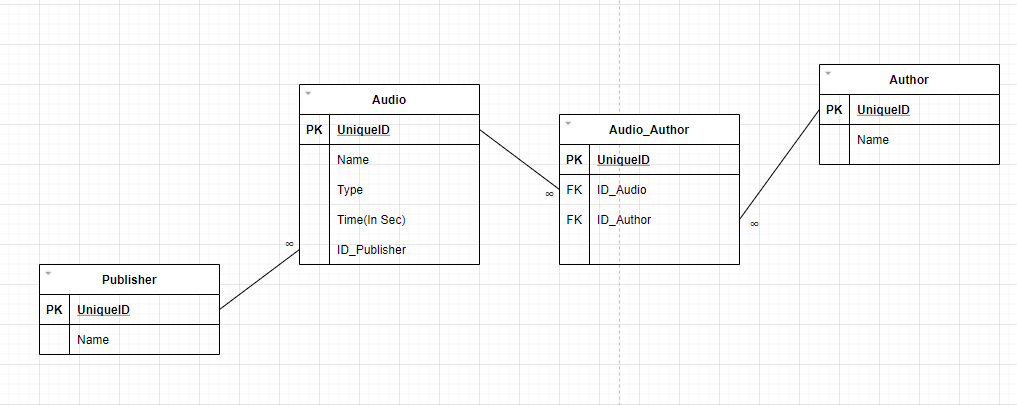 Audio
PK UniqueID
Name
Type
Time(In Sec)
ID_Publisher
∞
Publisher
PK UniqueID
Name
Audio_Author
PK UniqueID
FK ID_Audio
FK ID_Author
∞
Author
PK UniqueID
Name
∞